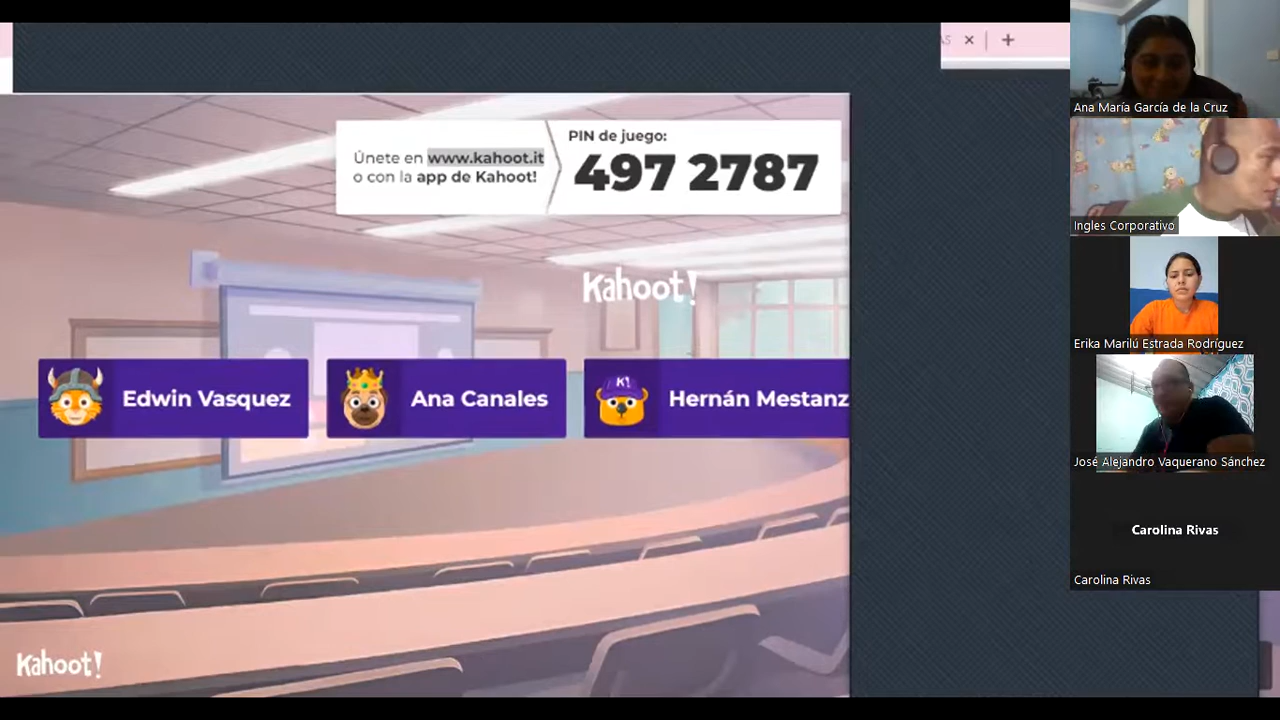 Únete en www.kahoot.it
o con la app de Kahoot!
PIN de juego:
497 2787
Kahoot!
Edwin Vasquez
Ana Canales
K!
Hernán Mestanz
Kahoot!
Ana María García de la Cruz
Ingles Corporativo
Erika Marilú Estrada Rodríguez
José Alejandro Vaquerano Sánchez
Carolina Rivas
Carolina Rivas